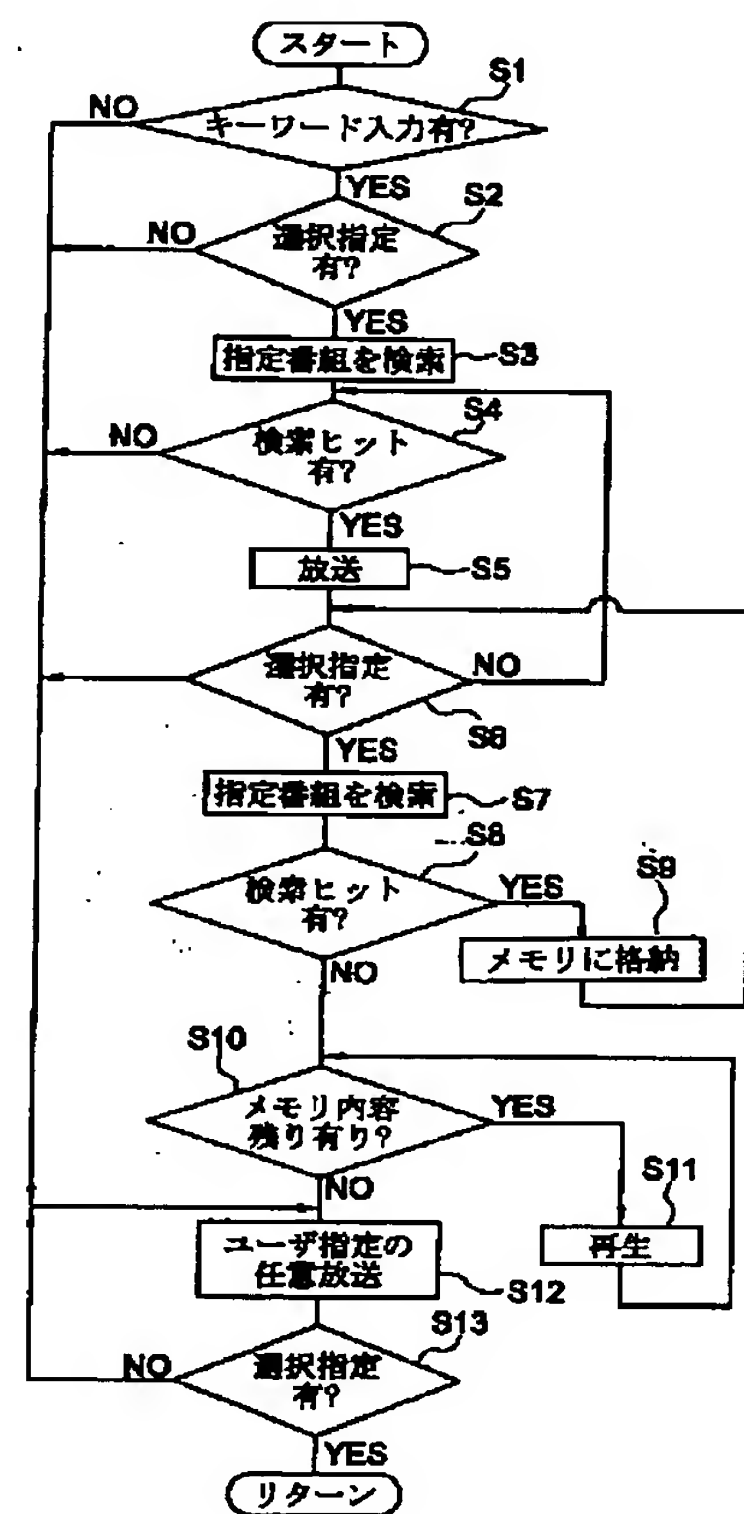 スタート
S1
NO
キーワード入力有?
YES
S2
NO
選択指定
有?
YES
指定番組を検索
S3
S4
NO
検索ヒット
有?
YES
放送
S5
選択指定
有?
NO
S6
YES
指定番組を検索
S7
S8
検索ヒット
有?
YES
S9
メモリに格納
NO
S10
メモリ内容
残り有り?
YES
S11
再生
NO
ユーザ指定の
任意放送
S12
S13
NO
選択指定
有?
YES
リターン